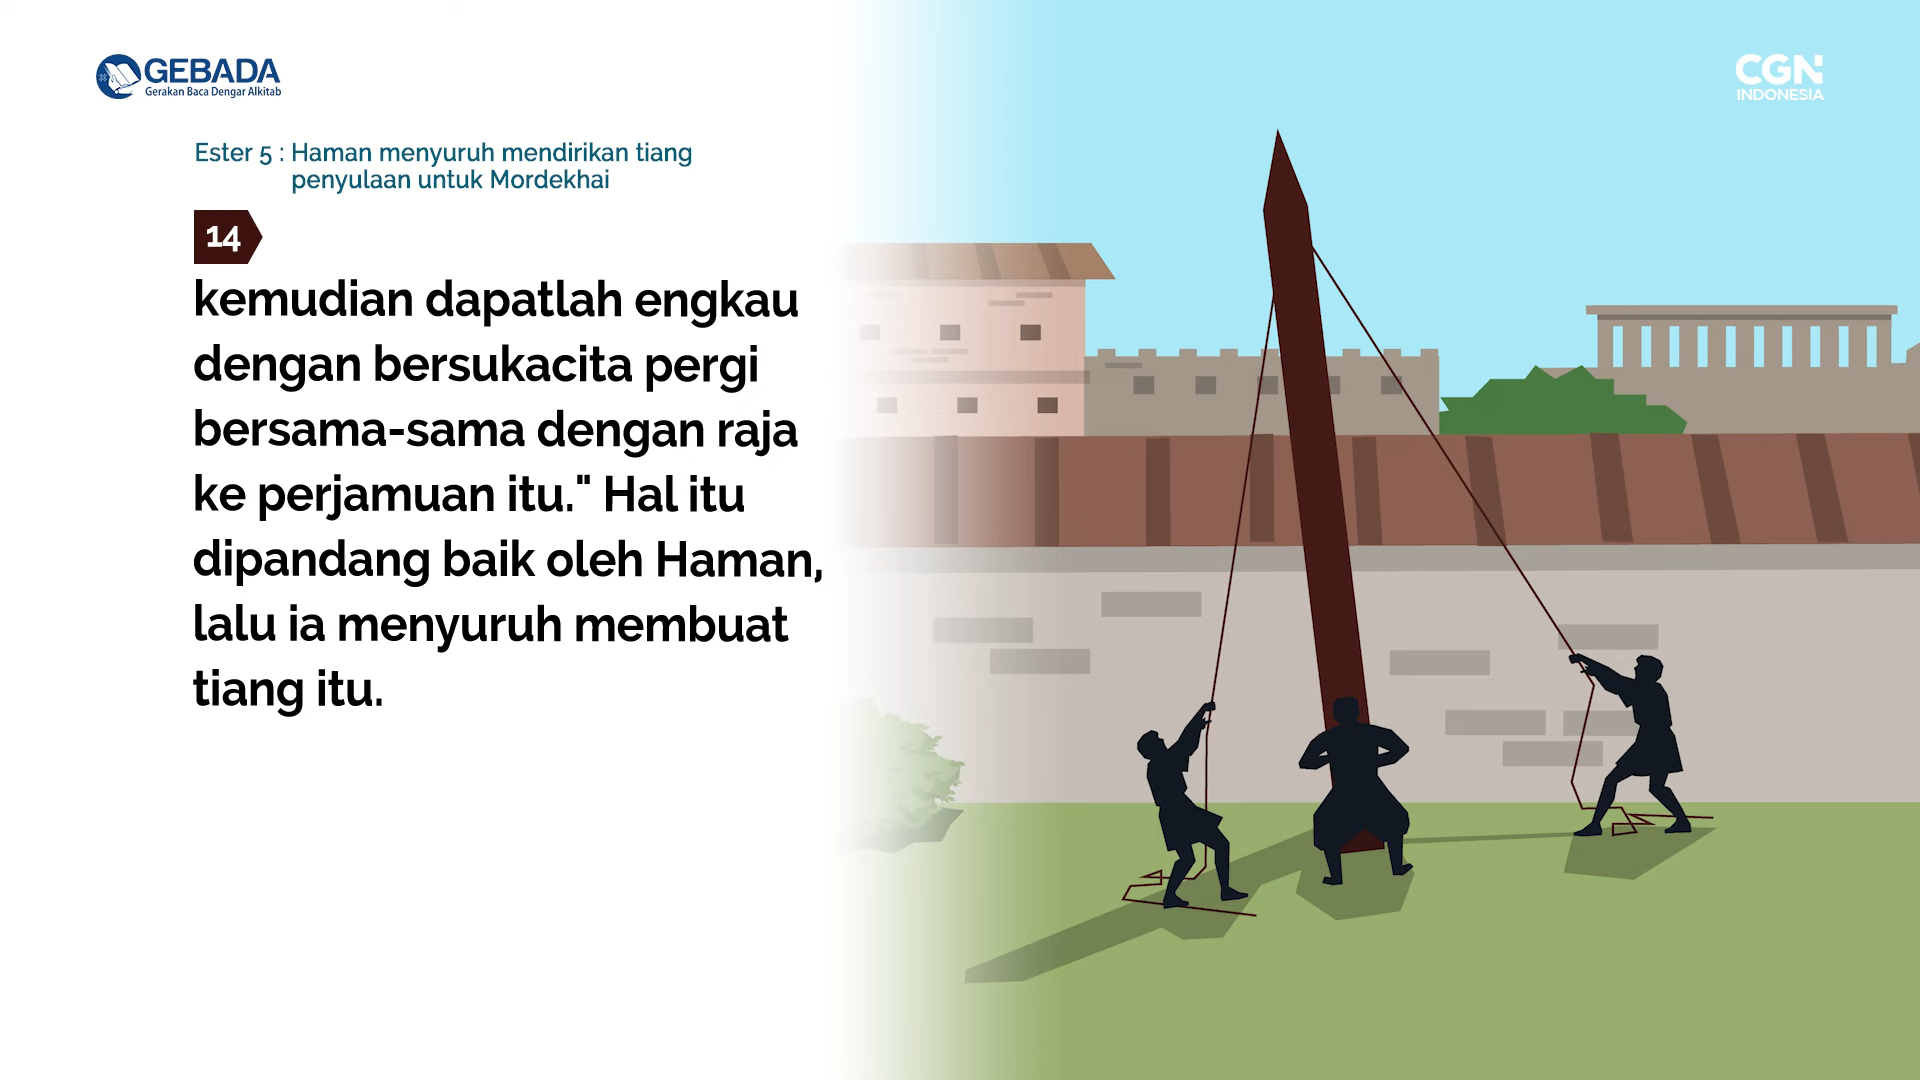 GEBADA
Gerakan Baca Dengar Alkitab
CGN
INDONESIA
Ester 5 : Haman menyuruh mendirikan tiang
penyulaan untuk Mordekhai
14
kemudian dapatlah engkau
dengan bersukacita pergi
bersama-sama dengan raja
ke perjamuan itu." Hal itu
dipandang baik oleh Haman,
lalu ia menyuruh membuat
tiang itu.